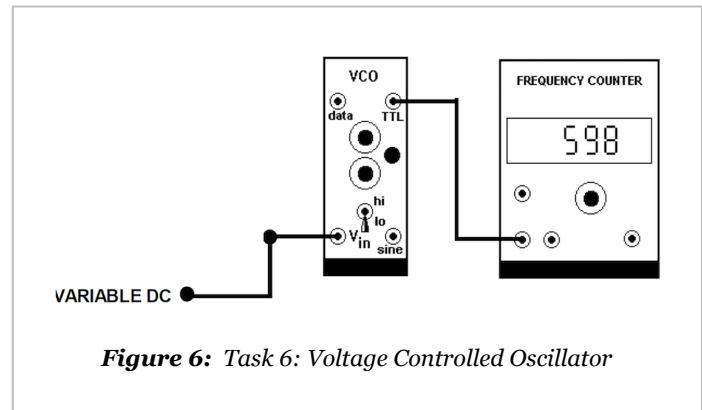 VCO
FREQUENCY COUNTER
data
TTL
598
hi
lo
Vin
sine
VARIABLE DC
Figure 6: Task 6: Voltage Controlled Oscillator